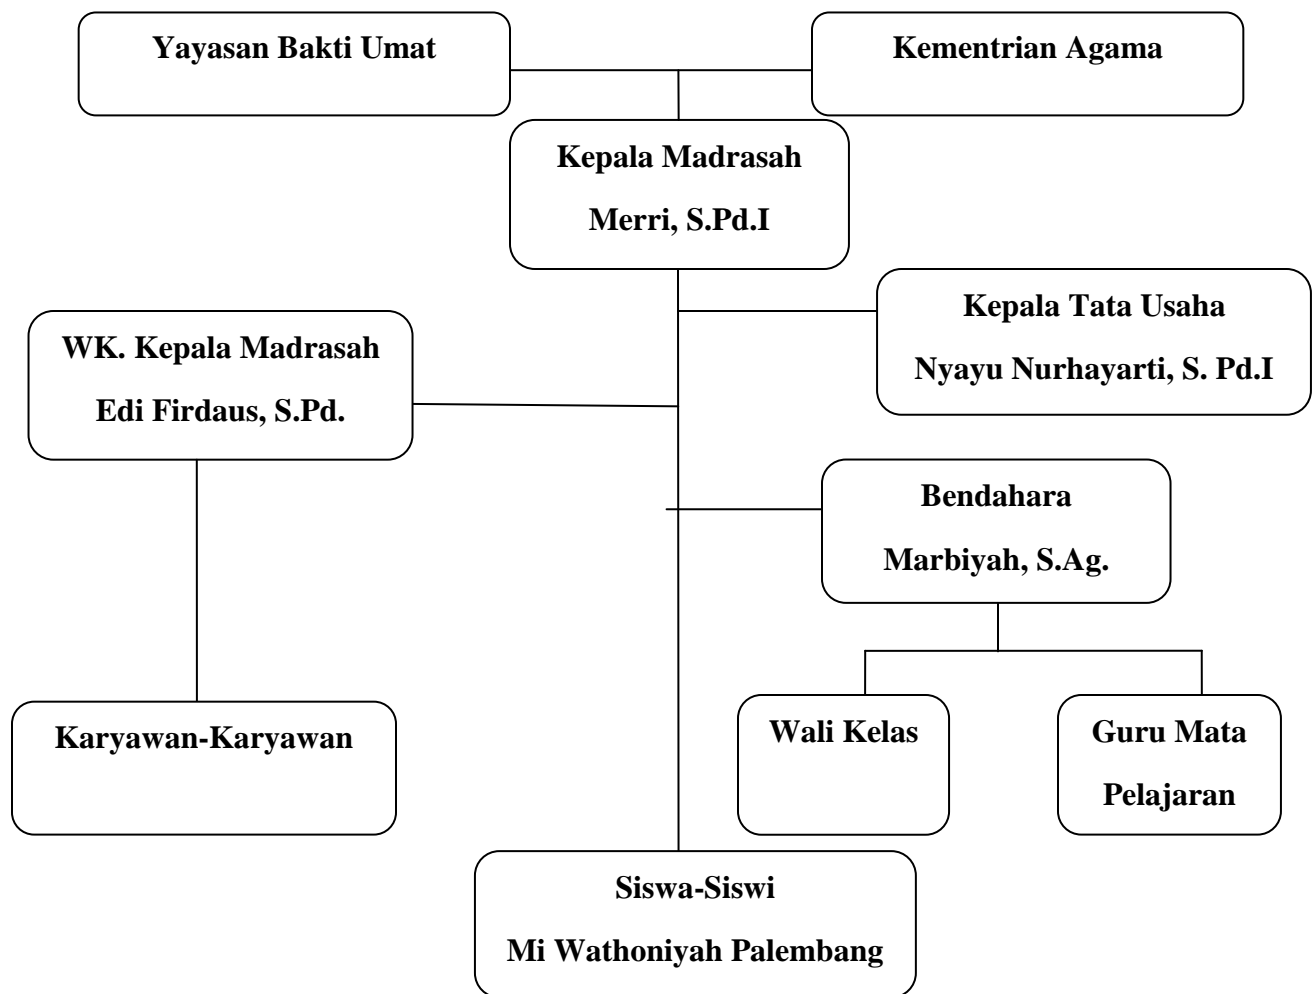 Yayasan Bakti Umat
Kementrian Agama
Kepala Madrasah
Merri, S.Pd.I
Kepala Tata Usaha
Nyayu Nurhayarti, S. Pd.I
WK. Kepala Madrasah
Edi Firdaus, S.Pd.
Bendahara
Marbiyah, S.Ag.
Karyawan-Karyawan
Wali Kelas
Guru Mata
Pelajaran
Siswa-Siswi
Mi Wathoniyah Palembang